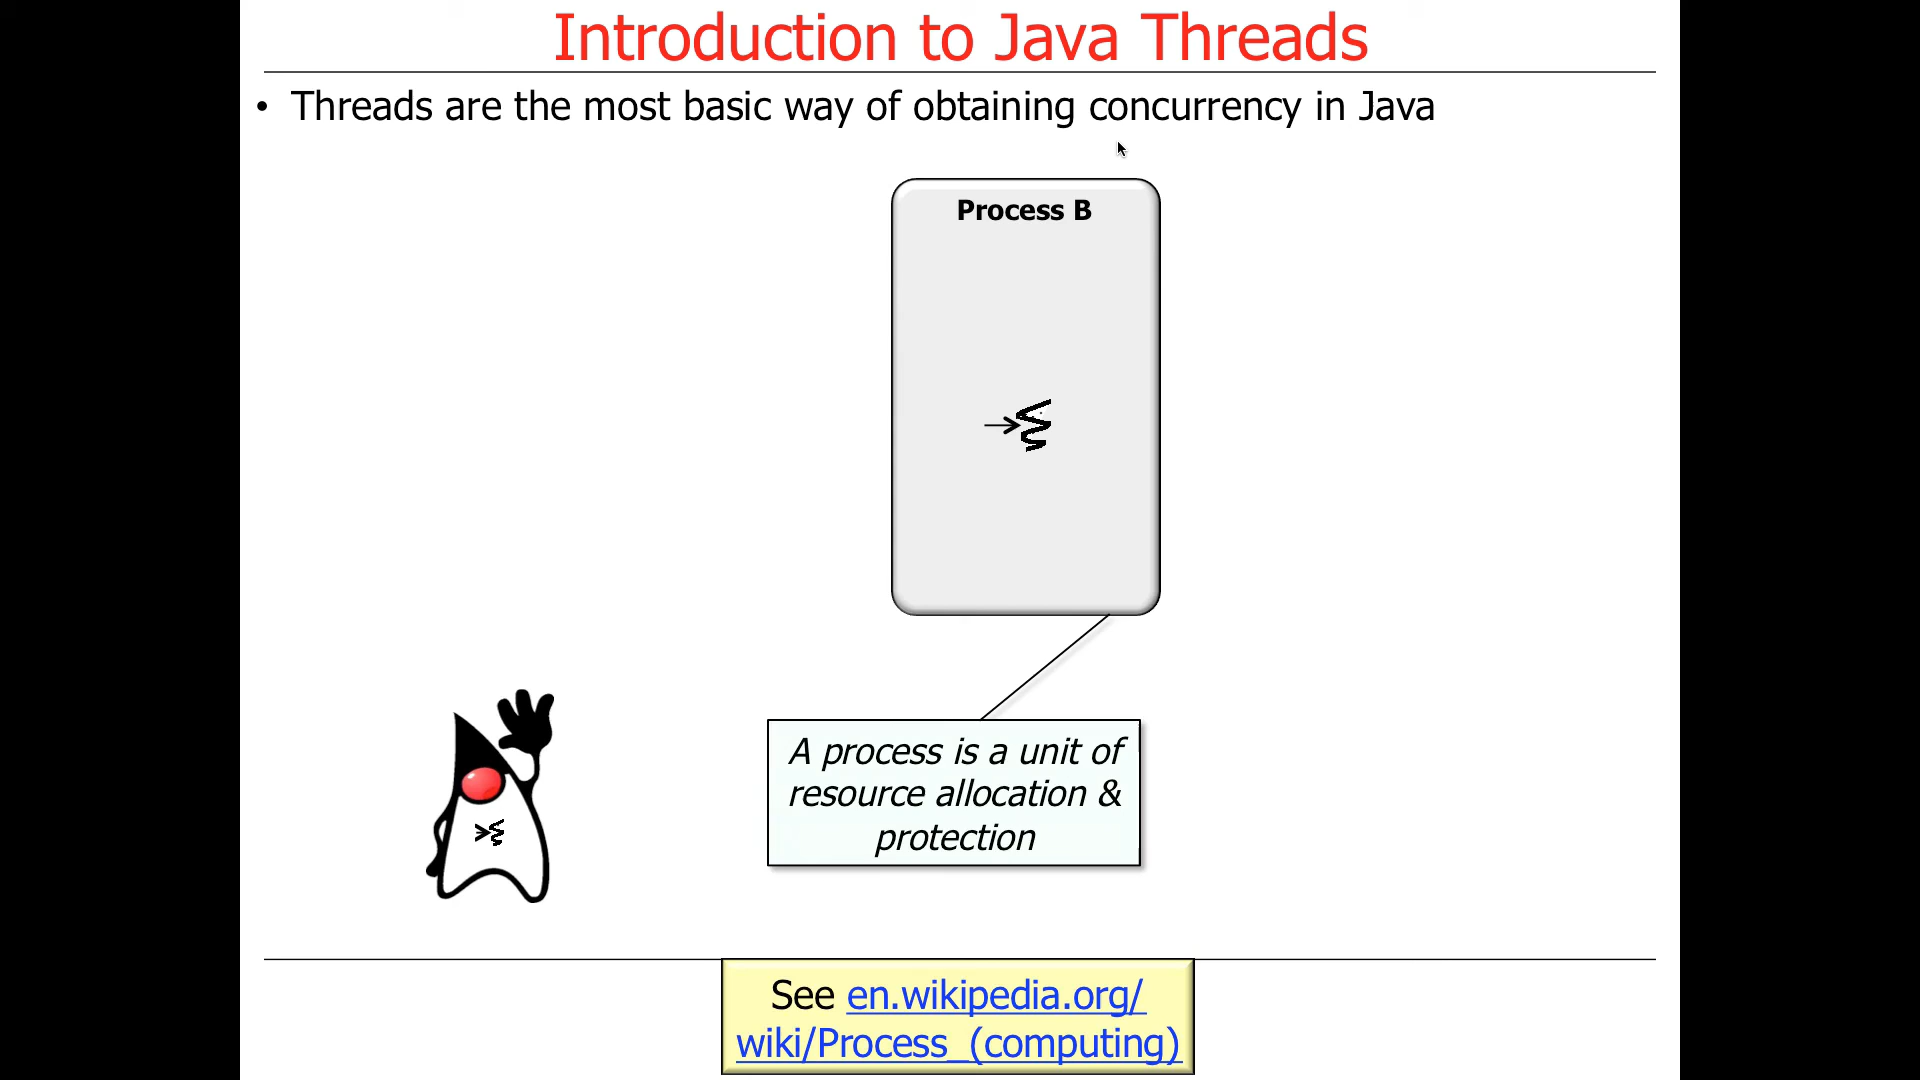 Introduction to Java Threads
• Threads are the most basic way of obtaining concurrency in Java
Process B
A process is a unit of
resource allocation &
protection
See en.wikipedia.org/
wiki/Process_(computing)